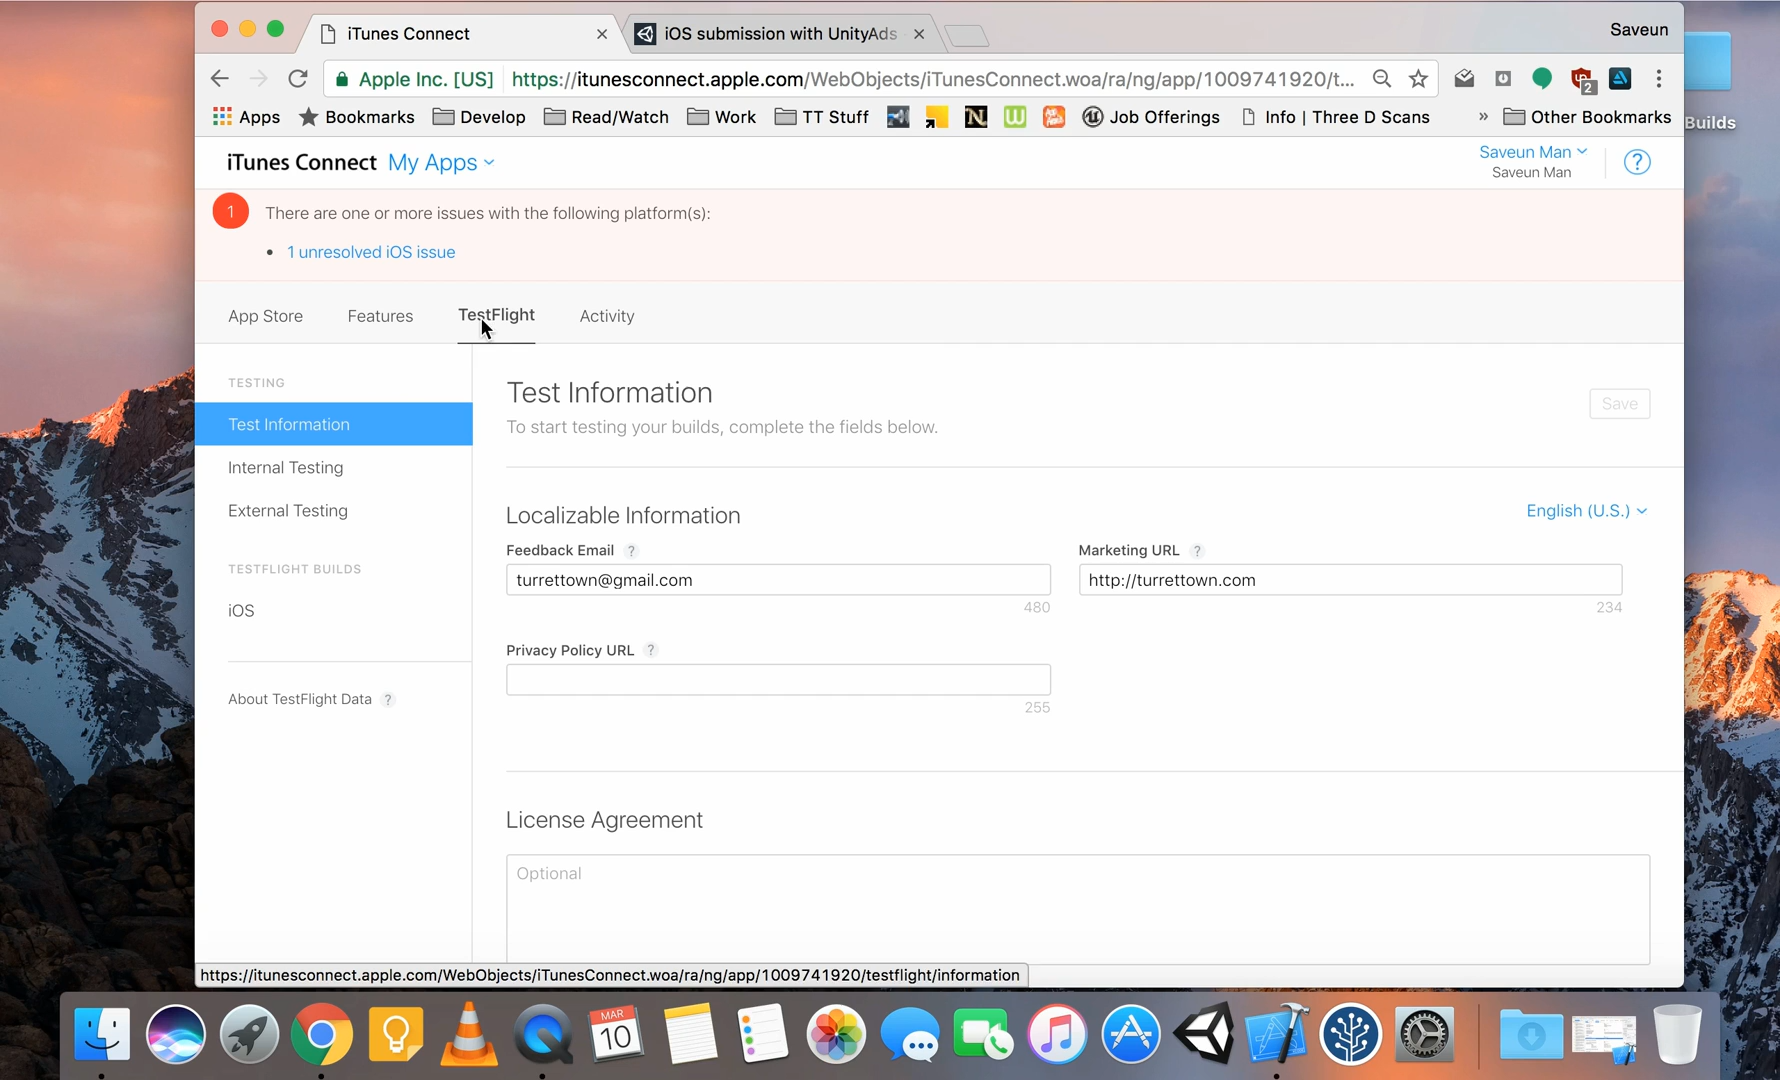 iTunes Connect
iOS submission with UnityAds
Saveun
Apple Inc. [US] https://itunesconnect.apple.com/WebObjects/iTunesConnect.woa/ra/ng/app/1009741920/t...
2
Apps Bookmarks Develop Read/Watch Work TT Stuff N Job Offerings Info | Three D Scans » Other Bookmarks
Builds
iTunes Connect My Apps
Saveun Man
Saveun Man
?
1 There are one or more issues with the following platform(s):
• 1 unresolved iOS issue
App Store Features TestFlight Activity
TESTING
Test Information
Internal Testing
External Testing
TESTFLIGHT BUILDS
iOS
About TestFlight Data ?
Test Information
Save
To start testing your builds, complete the fields below.
Localizable Information
English (U.S.)
Feedback Email ?
Marketing URL ?
turrettown@gmail.com
http://turrettown.com
480
234
Privacy Policy URL ?
255
License Agreement
Optional
https://itunesconnect.apple.com/WebObjects/iTunesConnect.woa/ra/ng/app/1009741920/testflight/information
MAR
10